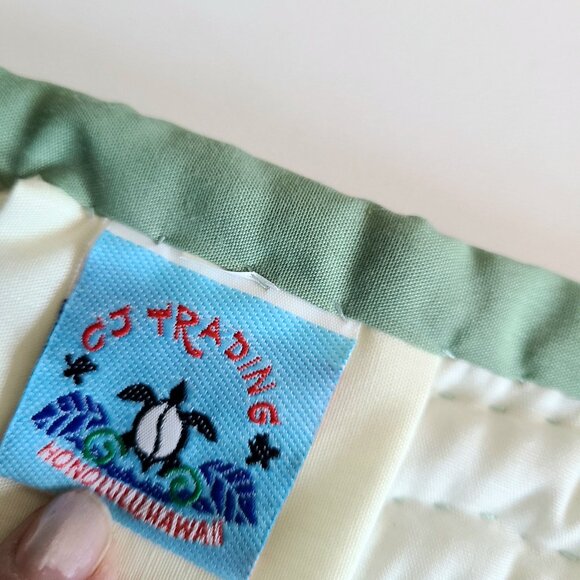 CJ TRADING
HONOLULU, HAWAII